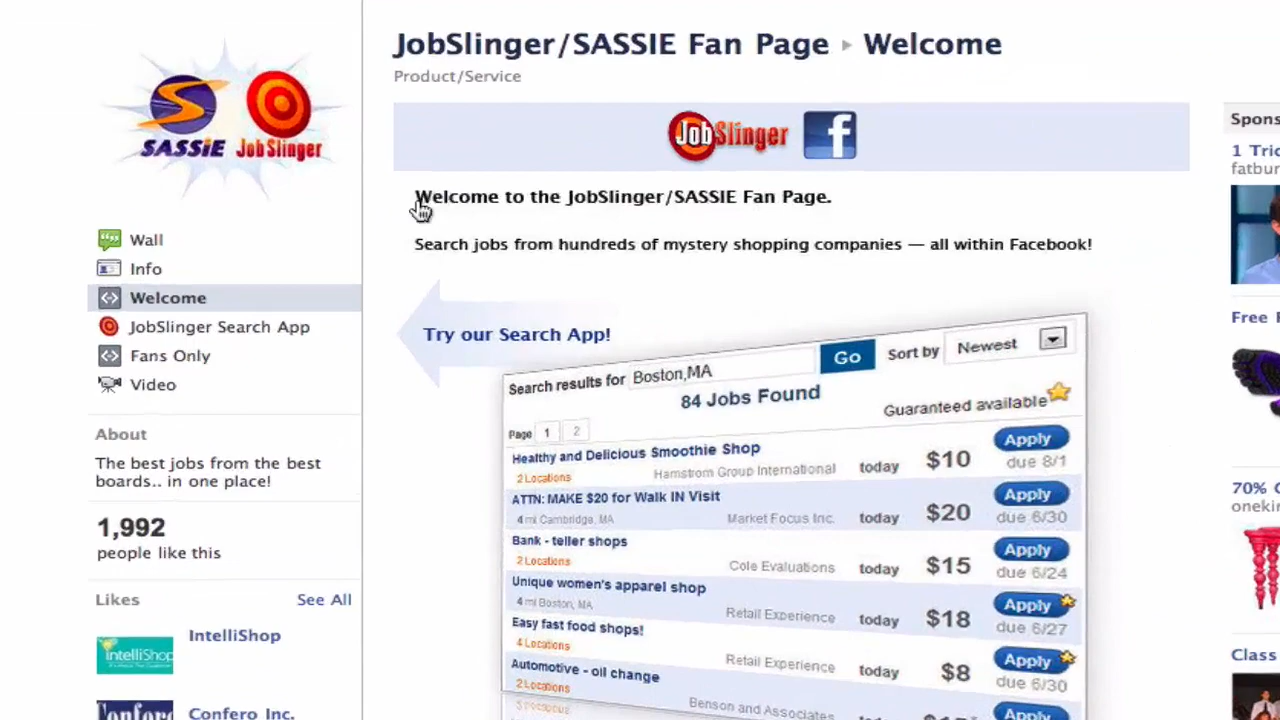 JobSlinger/SASSIE Fan Page ▸ Welcome
Product/Service
SASSIE JobSlinger
JobSlinger f
Welcome to the JobSlinger/SASSIE Fan Page.
Search jobs from hundreds of mystery shopping companies — all within Facebook!
Wall
Info
Welcome
JobSlinger Search App
Fans Only
Video
About
The best jobs from the best
boards.. in one place!
1,992
people like this
Likes See All
IntelliShop
intelliShop
Confero Inc.
Confero
Try our Search App!
Search results for Boston,MA Go Sort by Newest
84 Jobs Found
Guaranteed available
Page 1 2
Healthy and Delicious Smoothie Shop
2 Locations Hamstrom Group International today $10 Apply due 8/1
ATTN: MAKE $20 for Walk IN Visit
4 mi Cambridge, MA Market Focus Inc. today $20 Apply due 6/30
Bank - teller shops
2 Locations Cole Evaluations today $15 Apply due 6/24
Unique women's apparel shop
4 mi Boston, MA Retail Experience today $18 Apply due 6/27
Easy fast food shops!
4 Locations Retail Experience today $8 Apply due 6/30
Automotive - oil change
2 Locations Benson and Associates today Apply
Spons
1 Tric
fatbur
Free F
70% O
onekin
Class